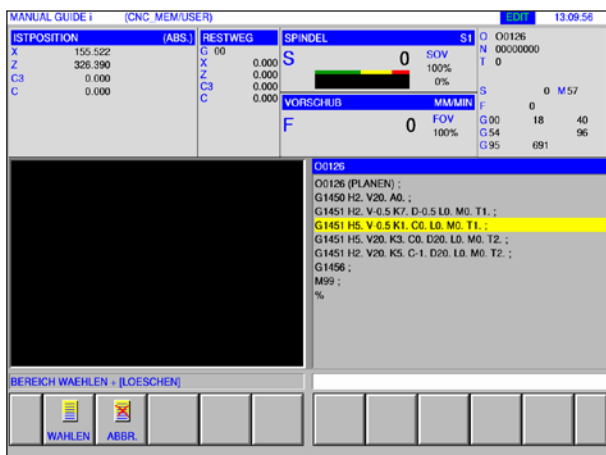 MANUAL GUIDE i (CNC_MEM/USER) EDIT 13:09:56
ISTPOSITION (ABS.)
X 155.522
Z 326.390
C3 0.000
C 0.000
RESTWEG
G 00
X 0.000
Z 0.000
C3 0.000
C 0.000
SPINDEL S1
S 0 SOV
100%
0%
VORSCHUB MM/MIN
F 0 FOV
100%
O O0126
N 00000000
T 0
S 0 M57
F 0
G00 18 40
G54 96
G95 691
O0126
O0126 (PLANEN) ;
G1450 H2. V20. A0. ;
G1451 H2. V-0.5 K7. D-0.5 L0. M0. T1. ;
G1451 H5. V-0.5 K1. C0. L0. M0. T1. ;
G1451 H5. V20. K3. C0. D20. L0. M0. T2. ;
G1451 H2. V20. K5. C-1. D20. L0. M0. T2. ;
G1456 ;
M99 ;
%
BEREICH WAEHLEN + [LOESCHEN]
WAHLEN ABBR.